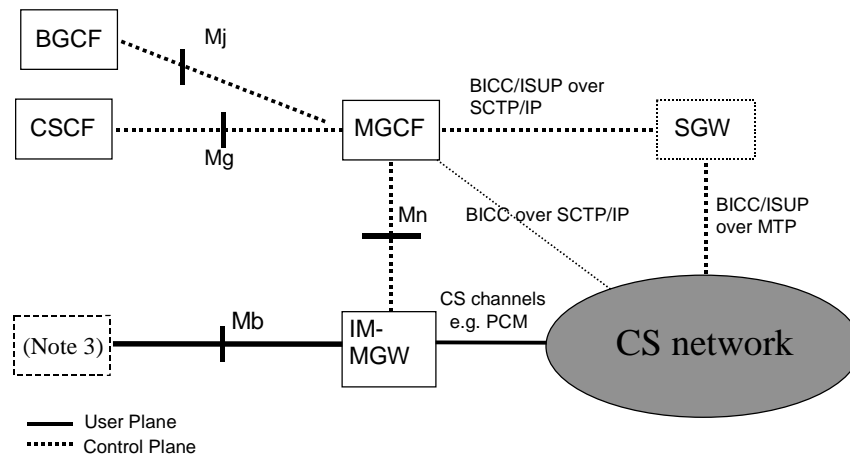 BGCF
Mj
CSCF
Mg
MGCF
BICC/ISUP over
SCTP/IP
SGW
Mn
BICC over SCTP/IP
BICC/ISUP
over MTP
(Note 3)
Mb
IM-
MGW
CS channels
e.g. PCM
CS network
User Plane
Control Plane